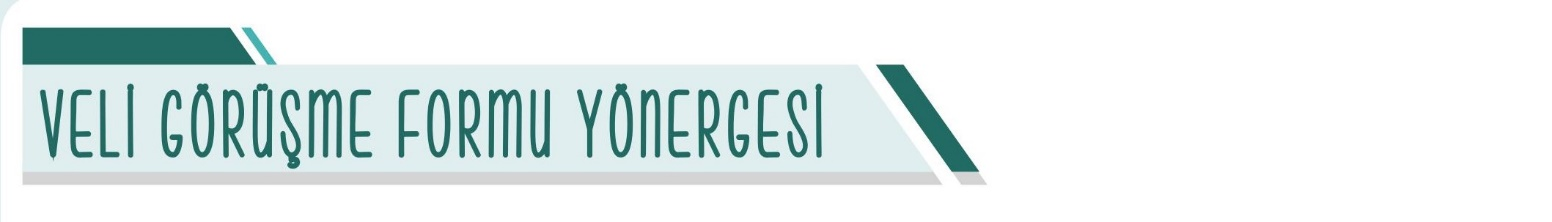 VELİ GÖRÜŞME FORMU YÖNERGESİ